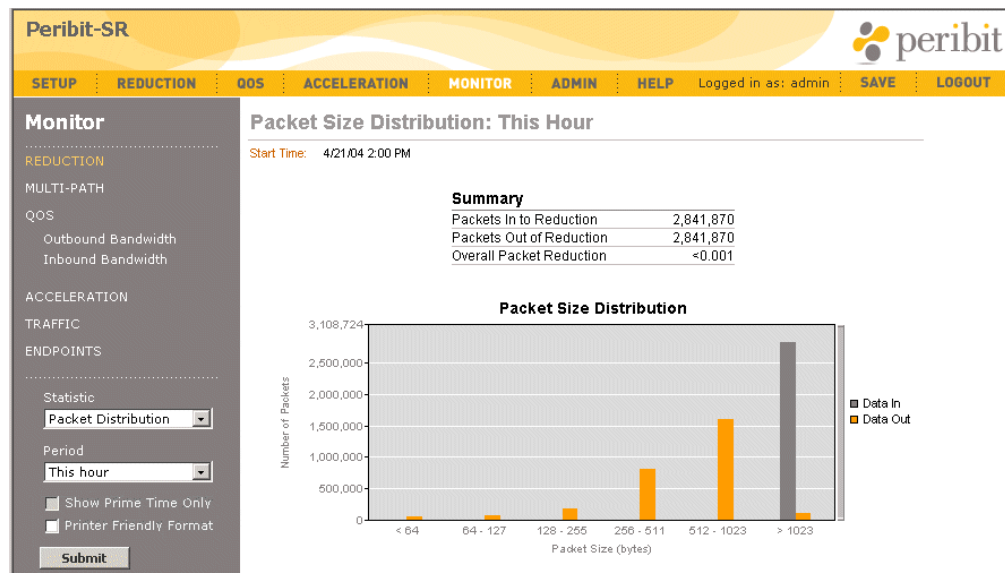 Peribit-SR
peribit
SETUP REDUCTION QOS ACCELERATION MONITOR ADMIN HELP Logged in as: admin SAVE LOGOUT
Monitor
REDUCTION
MULTI-PATH
QOS
Outbound Bandwidth
Inbound Bandwidth
ACCELERATION
TRAFFIC
ENDPOINTS
Statistic
Packet Distribution
Period
This hour
Show Prime Time Only
Printer Friendly Format
Submit
Packet Size Distribution: This Hour
Start Time: 4/21/04 2:00 PM
Summary
Packets In to Reduction 2,841,870
Packets Out of Reduction 2,841,870
Overall Packet Reduction <0.001
Packet Size Distribution
Number of Packets
3,108,724
2,500,000
2,000,000
1,500,000
1,000,000
500,000
0
< 64 64 - 127 128 - 255 256 - 511 512 - 1023 > 1023
Packet Size (bytes)
Data In
Data Out